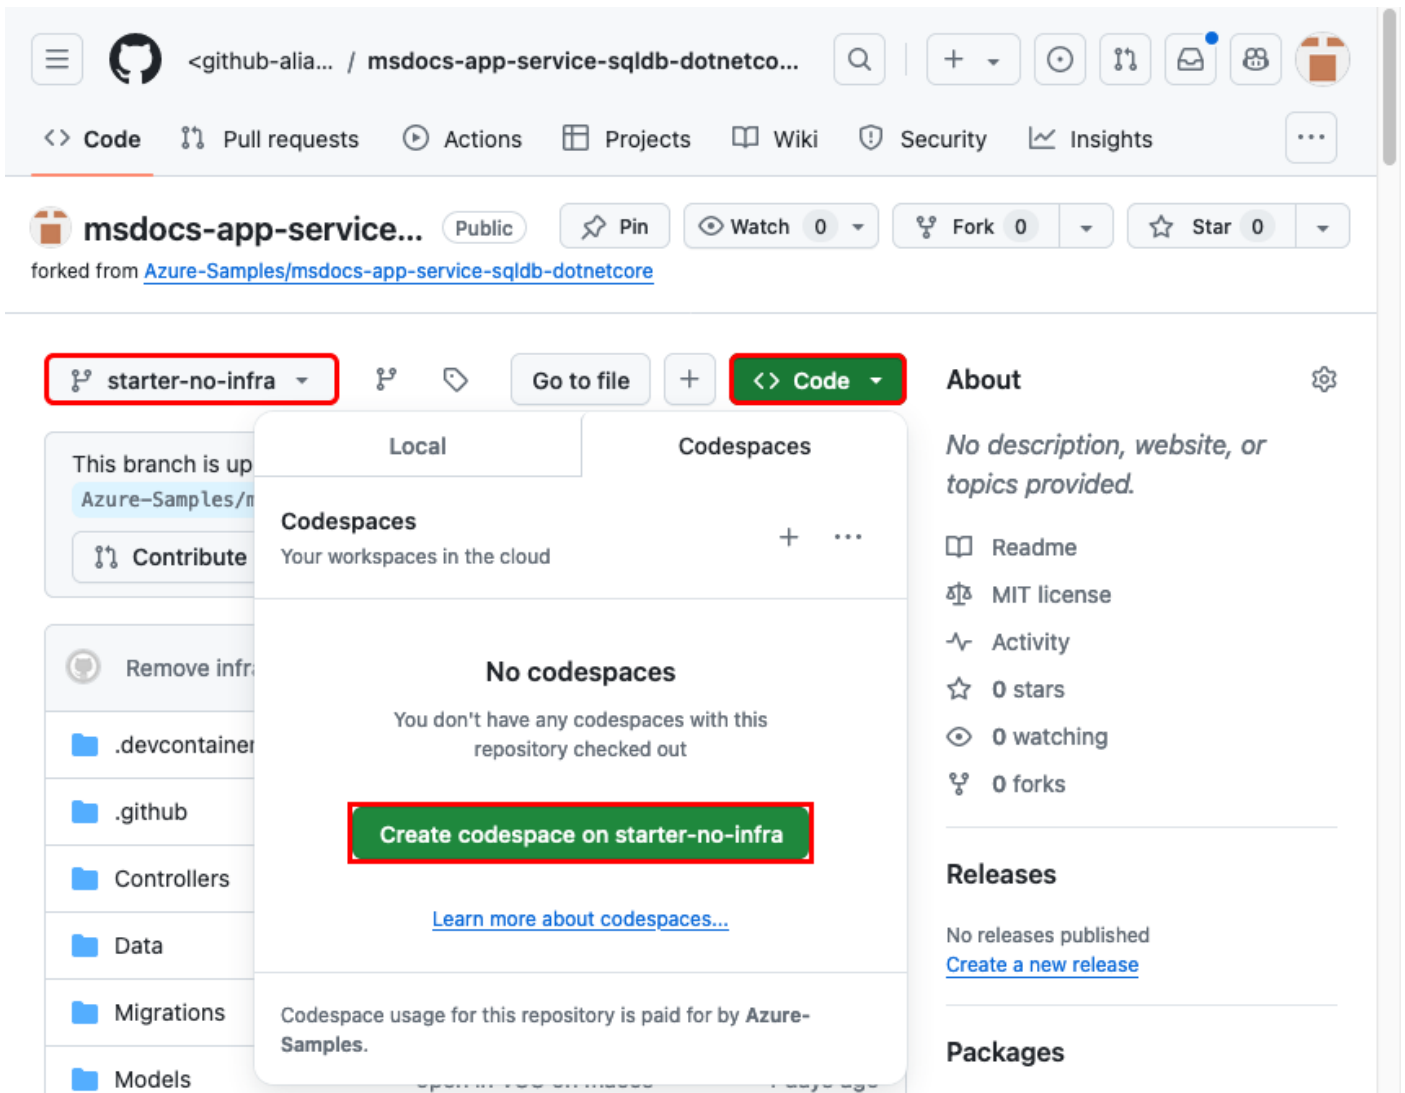 <github-alia... / msdocs-app-service-sqldb-dotnetco...
Code Pull requests Actions Projects Wiki Security Insights
msdocs-app-service... Public Pin Watch 0 Fork 0 Star 0
forked from Azure-Samples/msdocs-app-service-sqldb-dotnetcore
starter-no-infra Go to file + Code
This branch is up
Azure-Samples/
Contribute
Remove
.devcontainer
.github
Controllers
Data
Migrations
Models
Local Codespaces
Codespaces
Your workspaces in the cloud
No codespaces
You don't have any codespaces with this
repository checked out
Create codespace on starter-no-infra
Learn more about codespaces...
Codespace usage for this repository is paid for by Azure-
Samples.
About
No description, website, or
topics provided.
Readme
MIT license
Activity
0 stars
0 watching
0 forks
Releases
No releases published
Create a new release
Packages